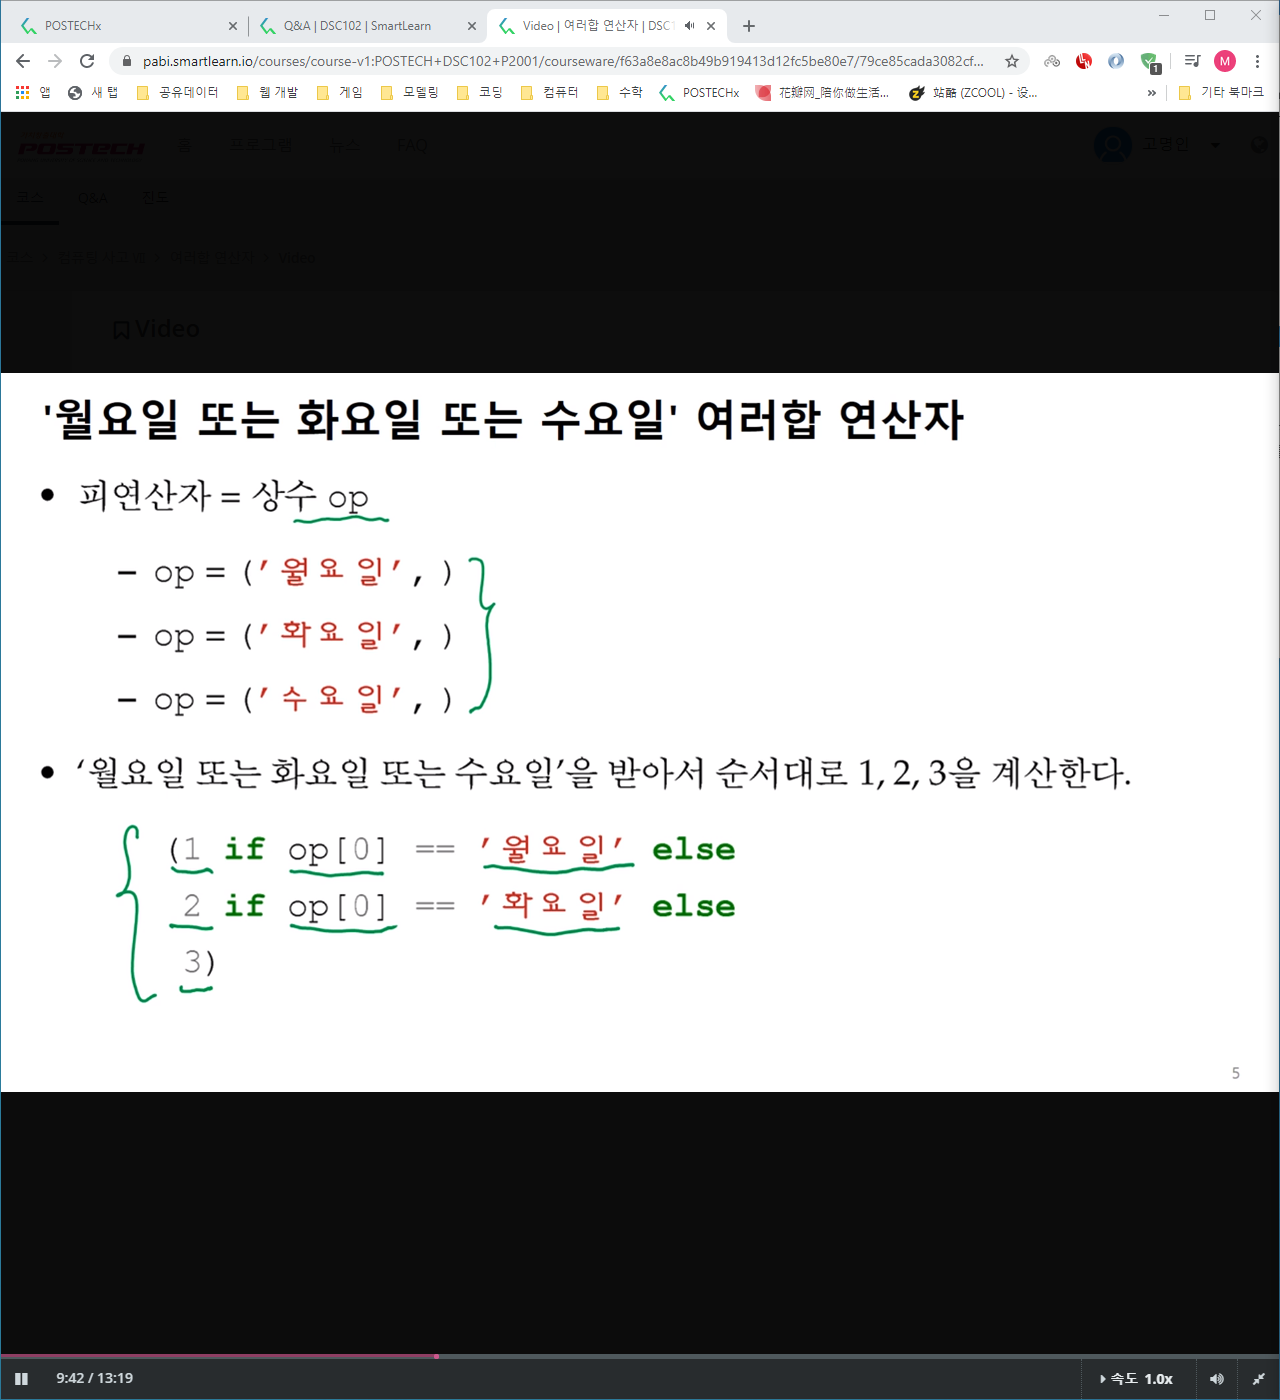 POSTECHx
Q&A | DSC102 | SmartLearn
Video | 여러합 연산자 | DSC1
pabi.smartlearn.io/courses/course-v1:POSTECH+DSC102+P2001/courseware/f63a8e8ac8b49b919413d12fc5be80e7/79ce85cada3082cf...
1
M
앱 새 탭 공유데이터 웹 개발 게임 모델링 코딩 컴퓨터 수학 POSTECHx 花瓣网_陪你做生活... 站酷 (ZCOOL) - 设... » 기타 북마크
POSTECH 홈 프로그램 뉴스 FAQ 고명인
코스 Q&A 진도
여러합 연산자 > Video
Video
'월요일 또는 화요일 또는 수요일' 여러합 연산자
• 피연산자 = 상수 op
– op = ('월요일', )
– op = ('화요일', )
– op = ('수요일', )
• ‘월요일 또는 화요일 또는 수요일’을 받아서 순서대로 1, 2, 3을 계산한다.
(1 if op[0] == '월요일' else
2 if op[0] == '화요일' else
3)
5
9:42 / 13:19
속도 1.0x